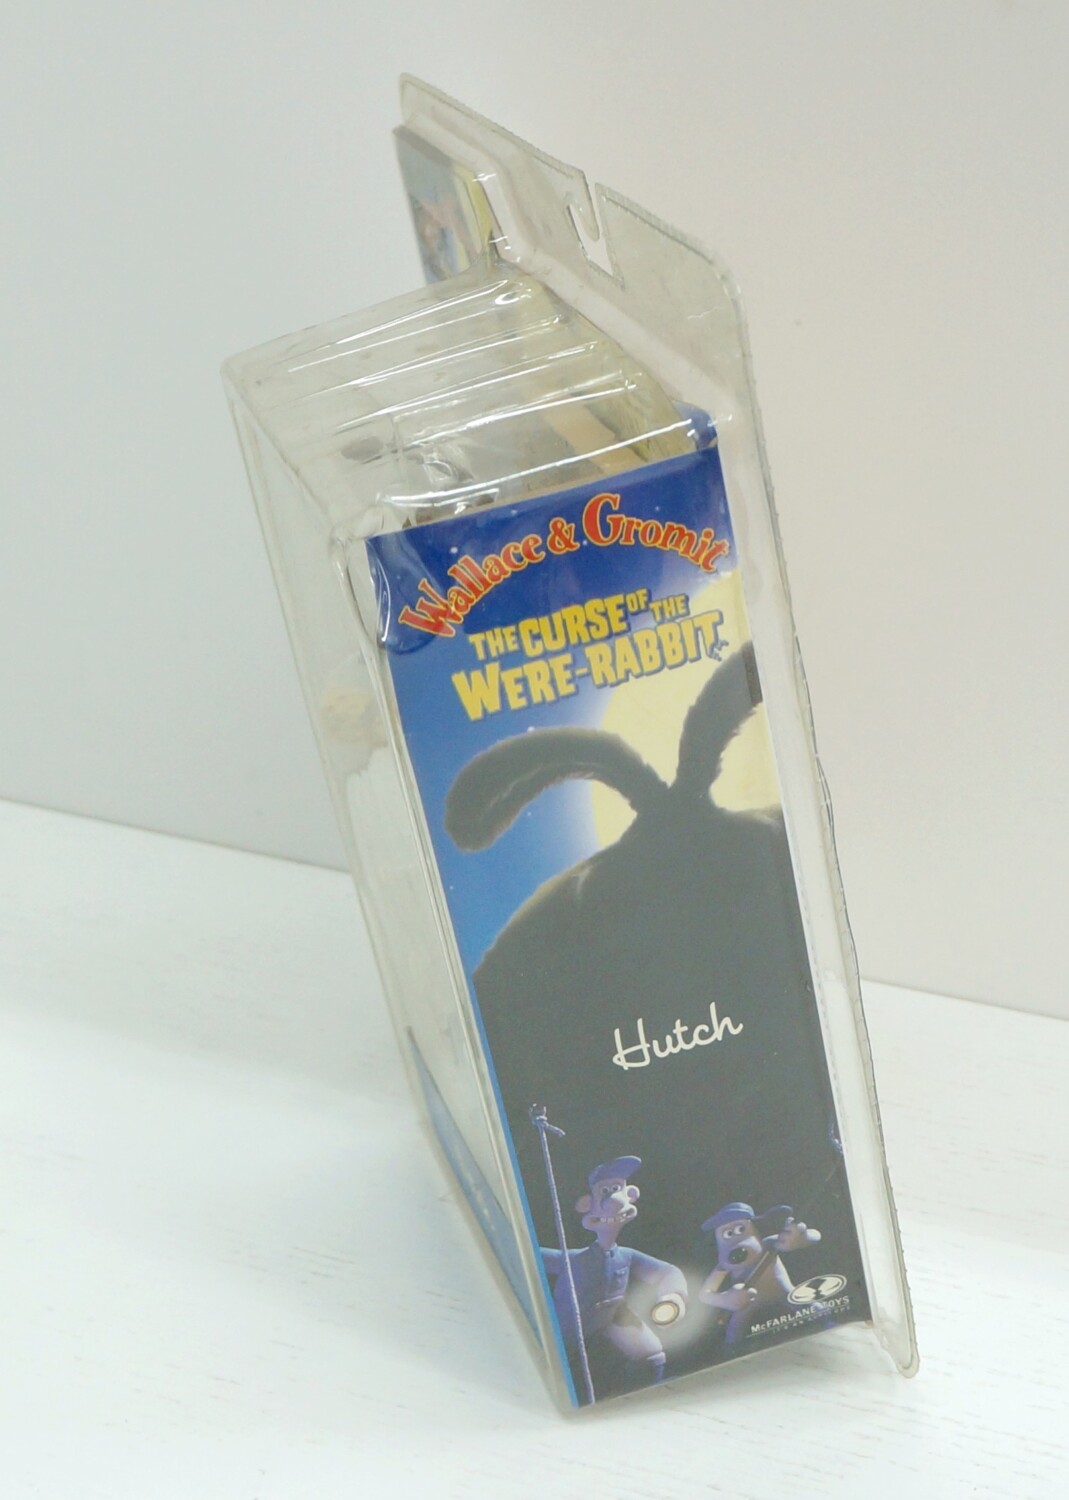 Wallace & Gromit
THE CURSE OF THE
WERE-RABBIT
Hutch
McFARLANE TOYS